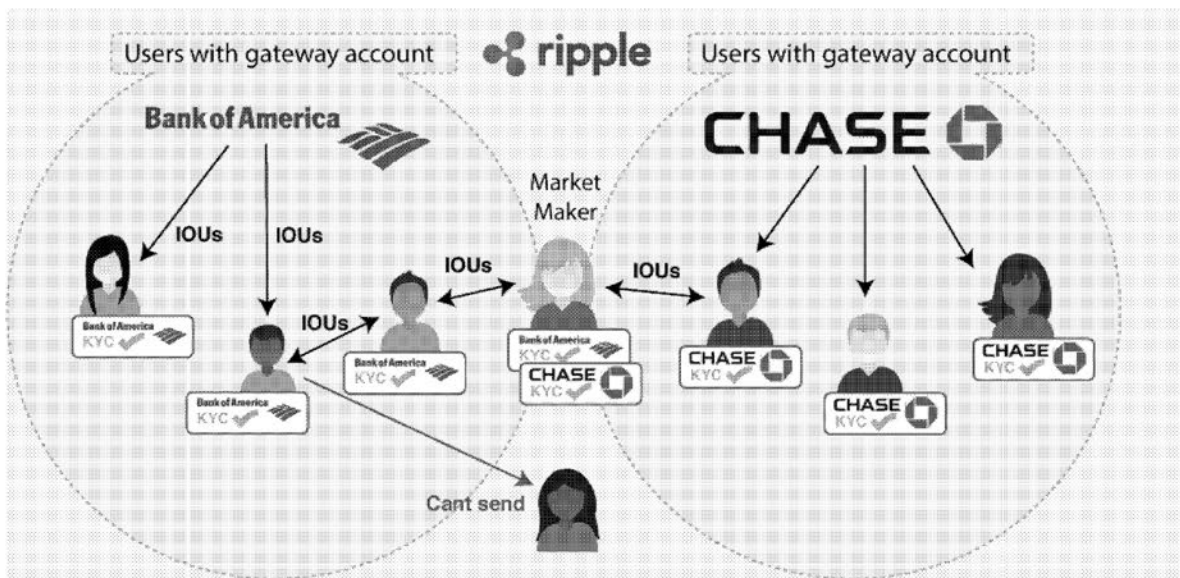 Users with gateway account
ripple
Users with gateway account
Bank of America
CHASE
Market
Maker
IOUs
IOUs
IOUs
IOUs
IOUs
Bank of America
KYC
Bank of America
KYC
Bank of America
KYC
Bank of America
KYC
CHASE
KYC
CHASE
KYC
CHASE
KYC
CHASE
KYC
Cant send